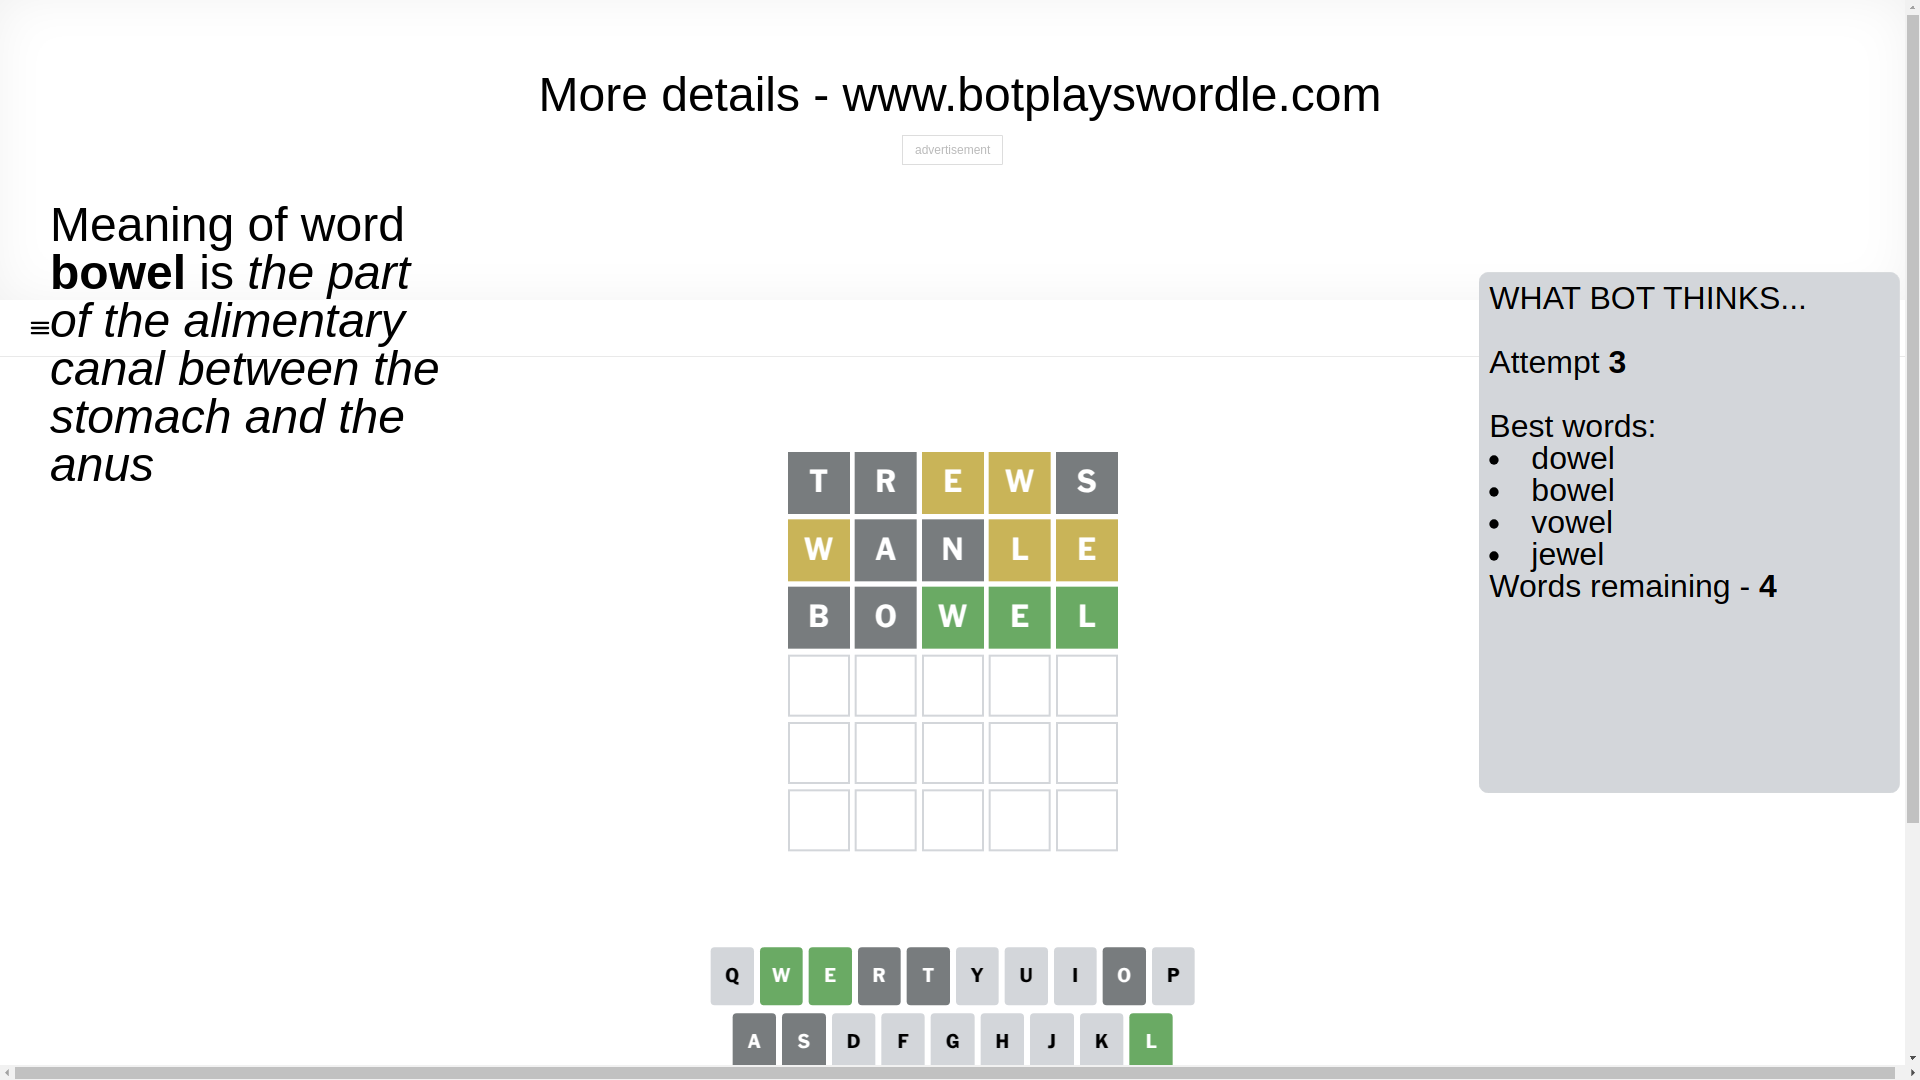 More details - www.botplayswordle.com
advertisement
Meaning of word
bowel is the part
of the alimentary
canal between the
stomach and the
anus
WHAT BOT THINKS...
Attempt 3
Best words:
• dowel
• bowel
• vowel
• jewel
Words remaining - 4
T R E W S
W A N L E
B O W E L
Q W E R T Y U I O P
A S D F G H J K L